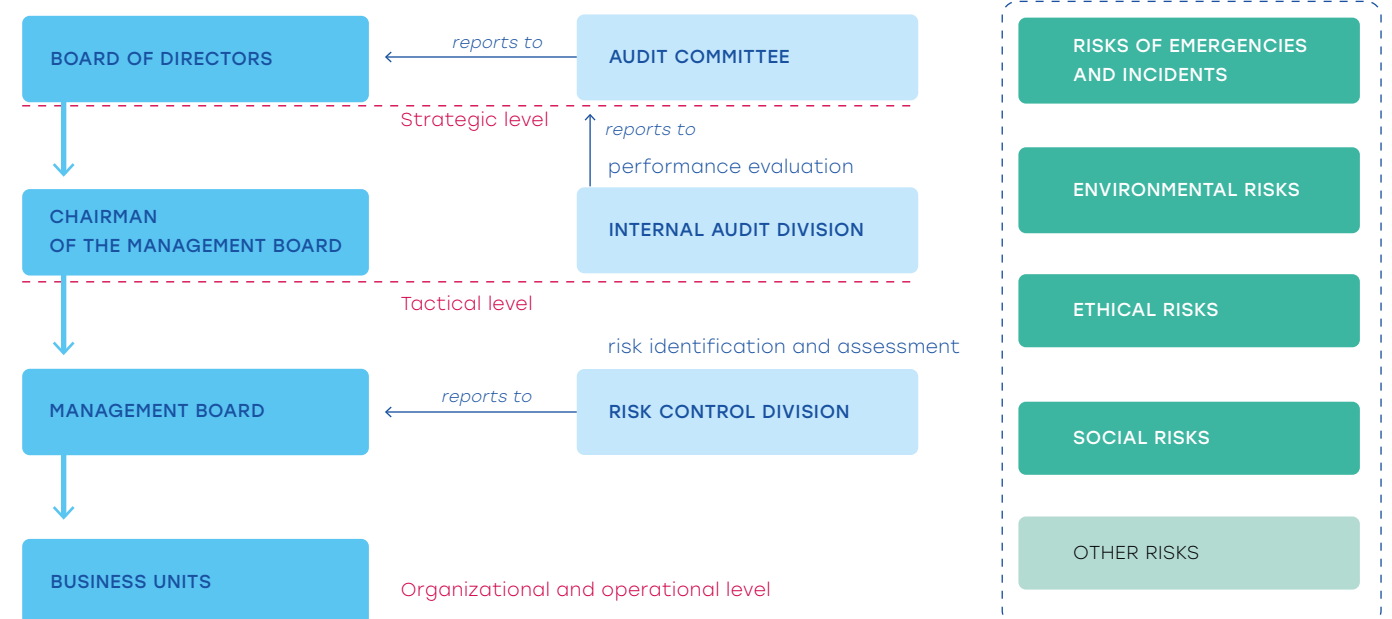 BOARD OF DIRECTORS
reports to
AUDIT COMMITTEE
Strategic level
reports to
performance evaluation
CHAIRMAN
OF THE MANAGEMENT BOARD
INTERNAL AUDIT DIVISION
Tactical level
risk identification and assessment
MANAGEMENT BOARD
reports to
RISK CONTROL DIVISION
BUSINESS UNITS
Organizational and operational level
RISKS OF EMERGENCIES
AND INCIDENTS
ENVIRONMENTAL RISKS
ETHICAL RISKS
SOCIAL RISKS
OTHER RISKS